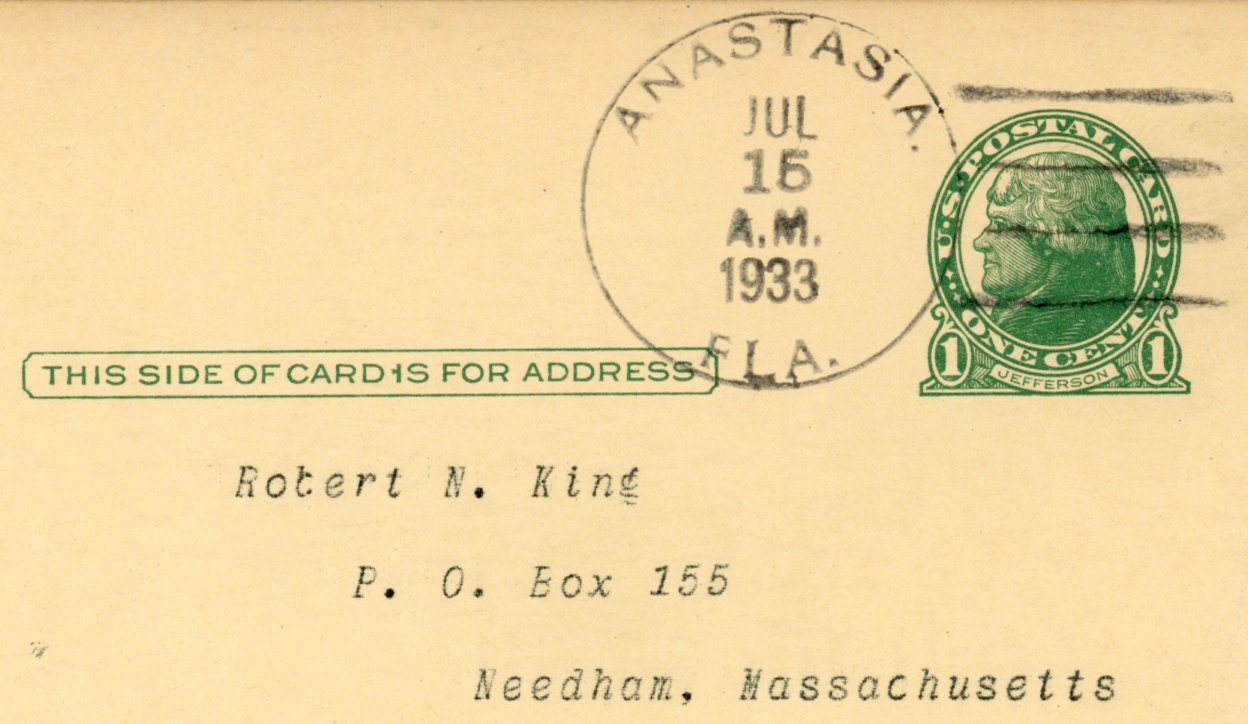 ANASTASIA.
JUL
15
A.M.
1933
FLA.
U.S. POSTAL CARD
ONE CENT
1 JEFFERSON 1
THIS SIDE OF CARD IS FOR ADDRESS
Robert N. King
P. O. Box 155
Needham, Massachusetts